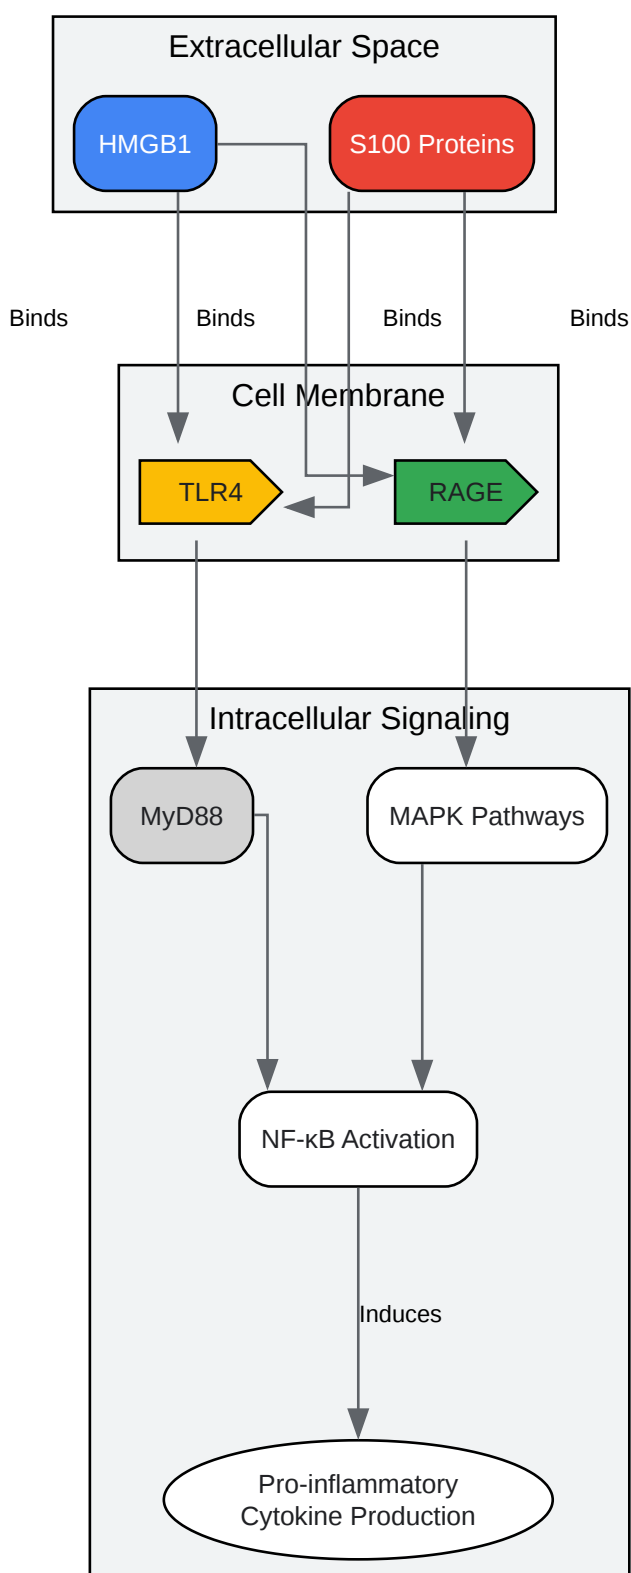 Extracellular Space
HMGB1
S100 Proteins
Binds
Binds
Binds
Binds
Cell Membrane
TLR4
RAGE
Intracellular Signaling
MyD88
MAPK Pathways
NF-κB Activation
Induces
Pro-inflammatory
Cytokine Production